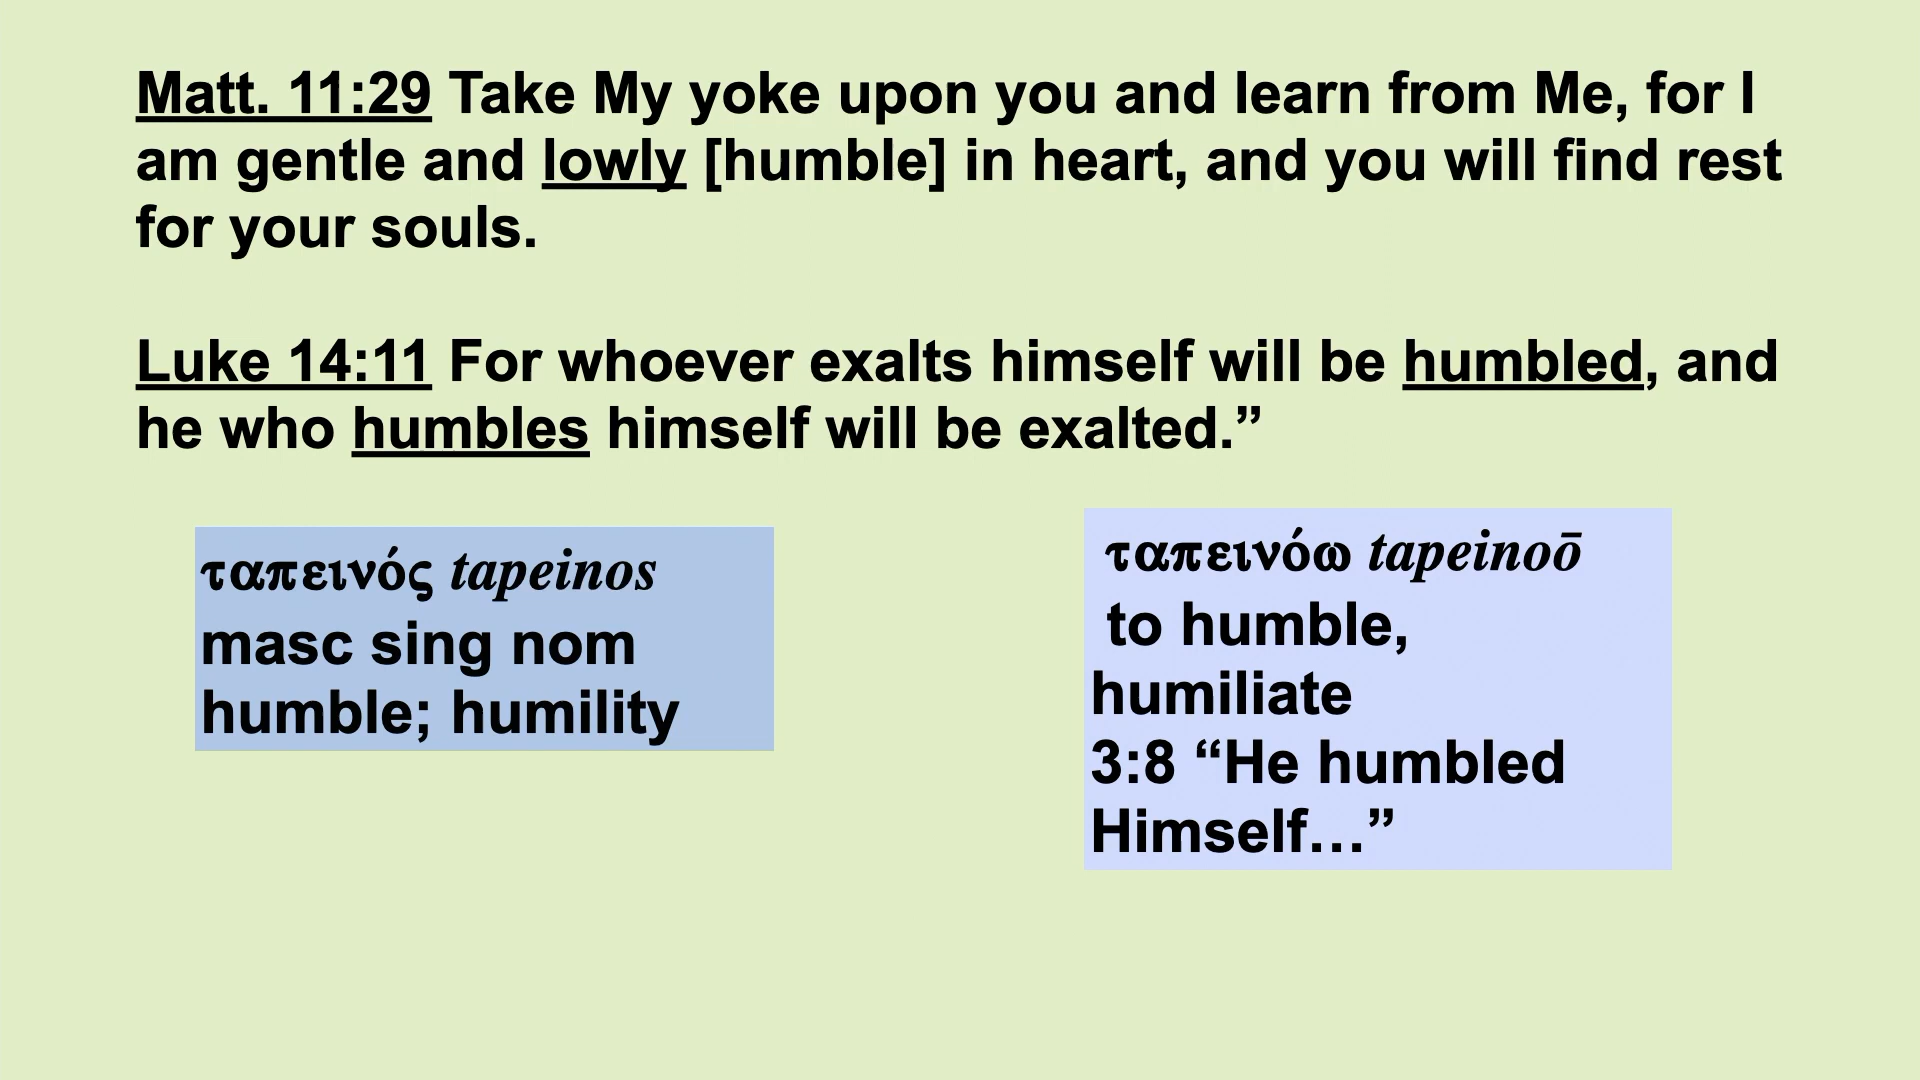 Matt. 11:29 Take My yoke upon you and learn from Me, for I
am gentle and lowly [humble] in heart, and you will find rest
for your souls.
Luke 14:11 For whoever exalts himself will be humbled, and
he who humbles himself will be exalted.”
ταπεινός tapeinos
masc sing nom
humble; humility
ταπεινόω tapeinoō
to humble,
humiliate
3:8 “He humbled
Himself…”